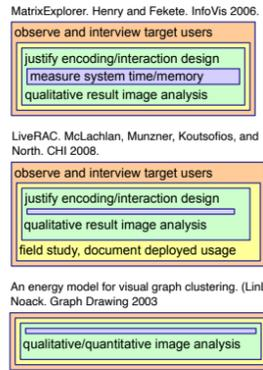 MatrixExplorer. Henry and Fekete. InfoVis 2006.
observe and interview target users
justify encoding/interaction design
measure system time/memory
qualitative result image analysis
LiveRAC. McLachlan, Munzner, Koutsofios, and
North. CHI 2008.
observe and interview target users
justify encoding/interaction design
qualitative result image analysis
field study, document deployed usage
An energy model for visual graph clustering.
Noack. Graph Drawing 2003
qualitative/quantitative image analysis